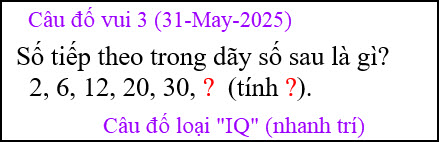 Câu đố vui 3 (31-May-2025)
Số tiếp theo trong dãy số sau là gì?
2, 6, 12, 20, 30, ? (tính ?).
Câu đố loại "IQ" (nhanh trí)